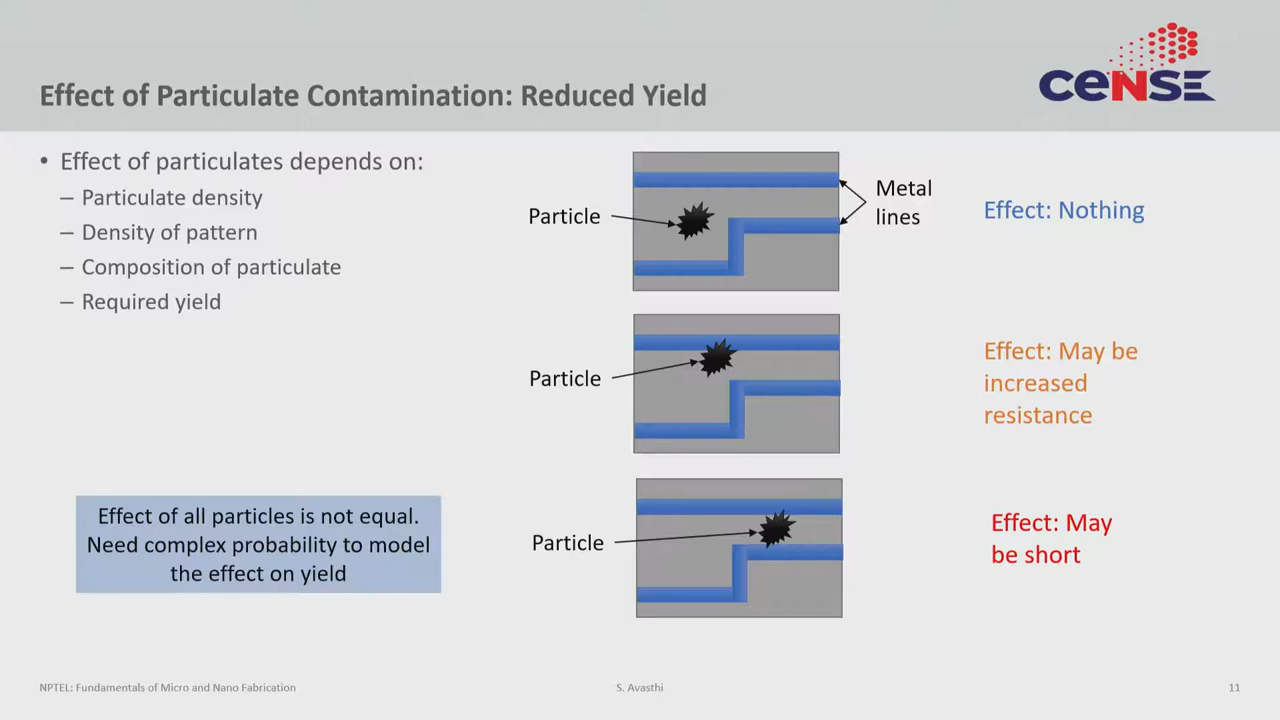 Effect of Particulate Contamination: Reduced Yield
CeNSE
• Effect of particulates depends on:
– Particulate density
– Density of pattern
– Composition of particulate
– Required yield
Particle
Metal
lines
Effect: Nothing
Particle
Effect: May be
increased
resistance
Particle
Effect: May
be short
Effect of all particles is not equal.
Need complex probability to model
the effect on yield
NPTEL: Fundamentals of Micro and Nano Fabrication
S. Avasthi
11